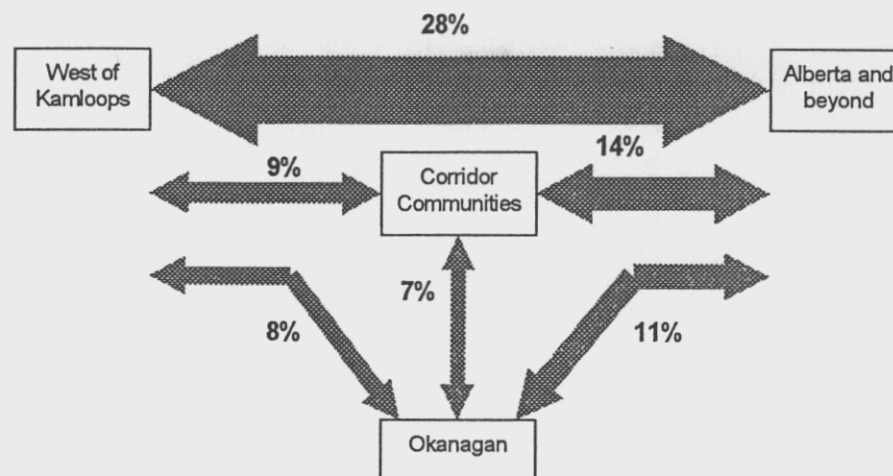 28%
West of
Kamloops
Alberta and
beyond
14%
9%
Corridor
Communities
7%
8%
11%
Okanagan